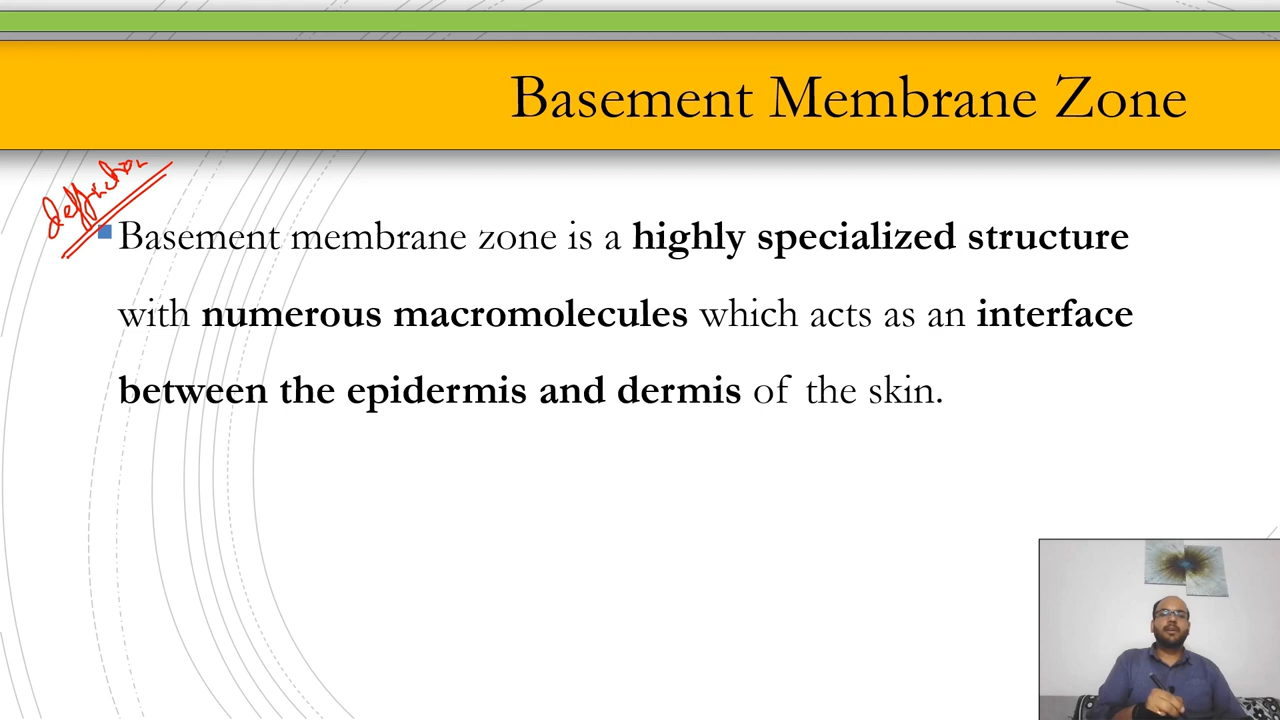 Basement Membrane Zone
definition
Basement membrane zone is a highly specialized structure
with numerous macromolecules which acts as an interface
between the epidermis and dermis of the skin.